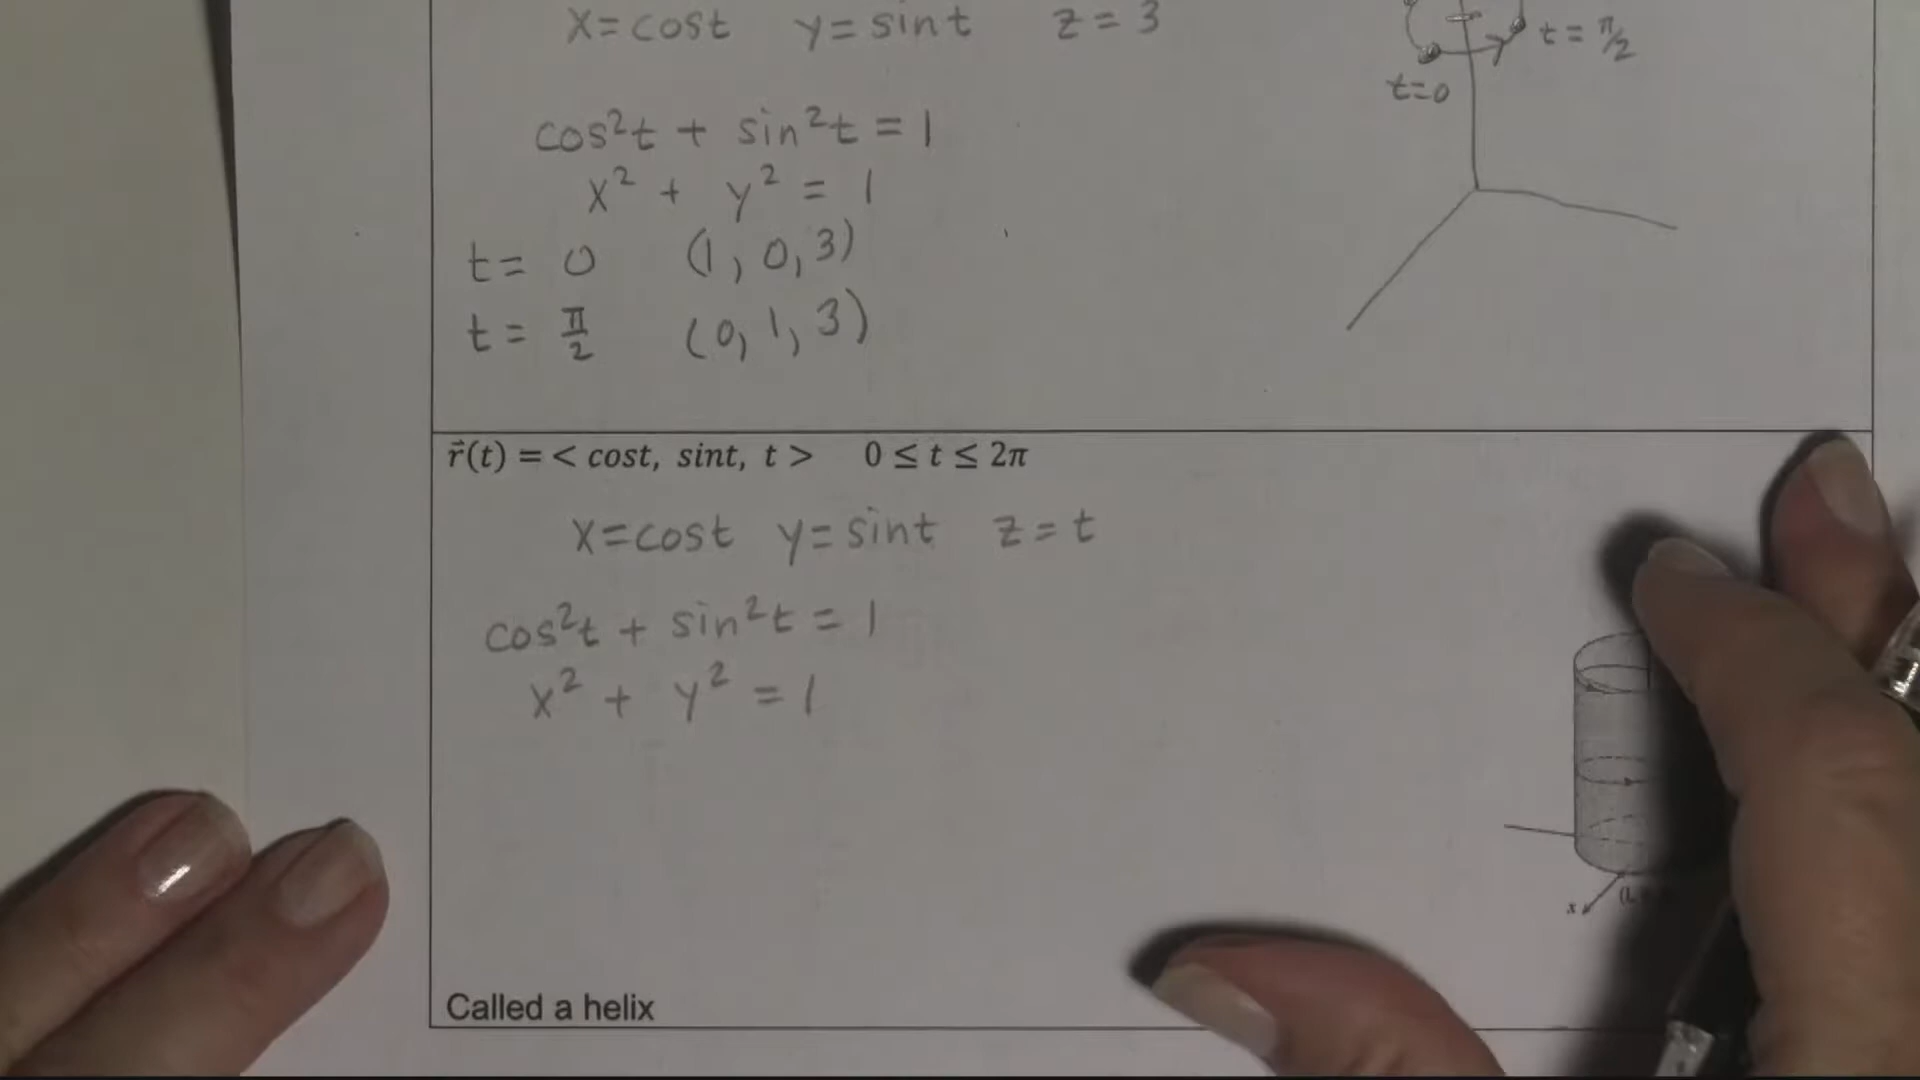 x=cost y=sint z=3
t=π/2
t=0
cos²t + sin²t = 1
x² + y² = 1
t= 0 (1, 0, 3)
t= π/2 (0, 1, 3)
r⃗(t) = < cost, sint, t > 0 ≤ t ≤ 2π
x=cost y=sint z=t
cos²t + sin²t = 1
x² + y² = 1
x
Called a helix